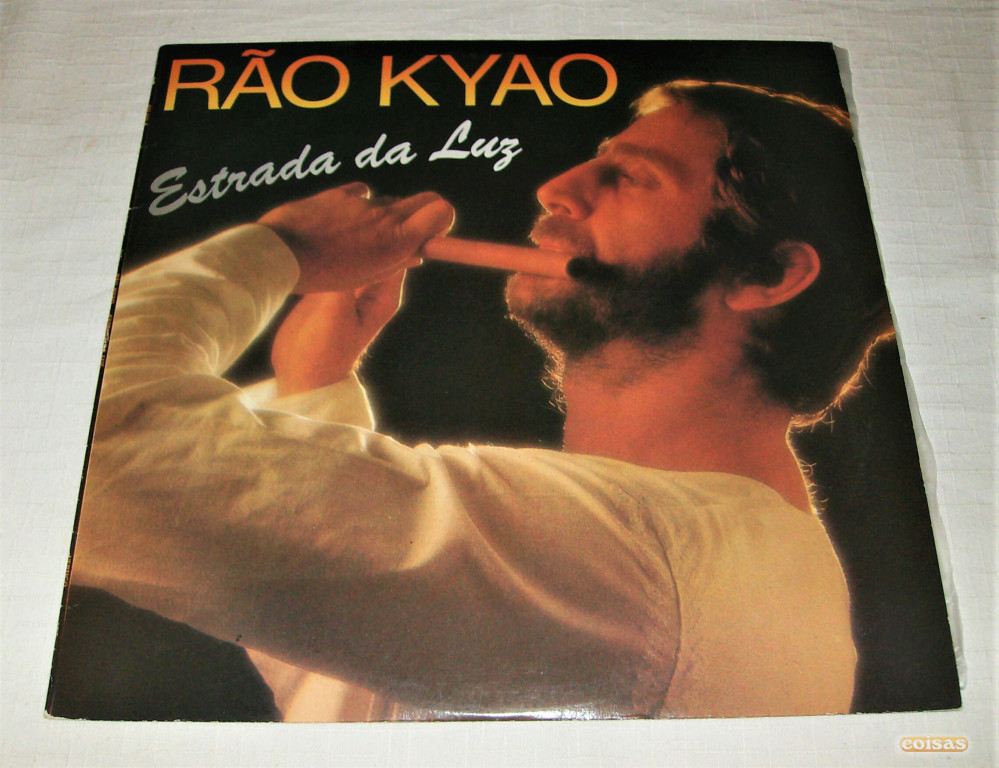 RÃO KYAO
Estrada da Luz
coisas